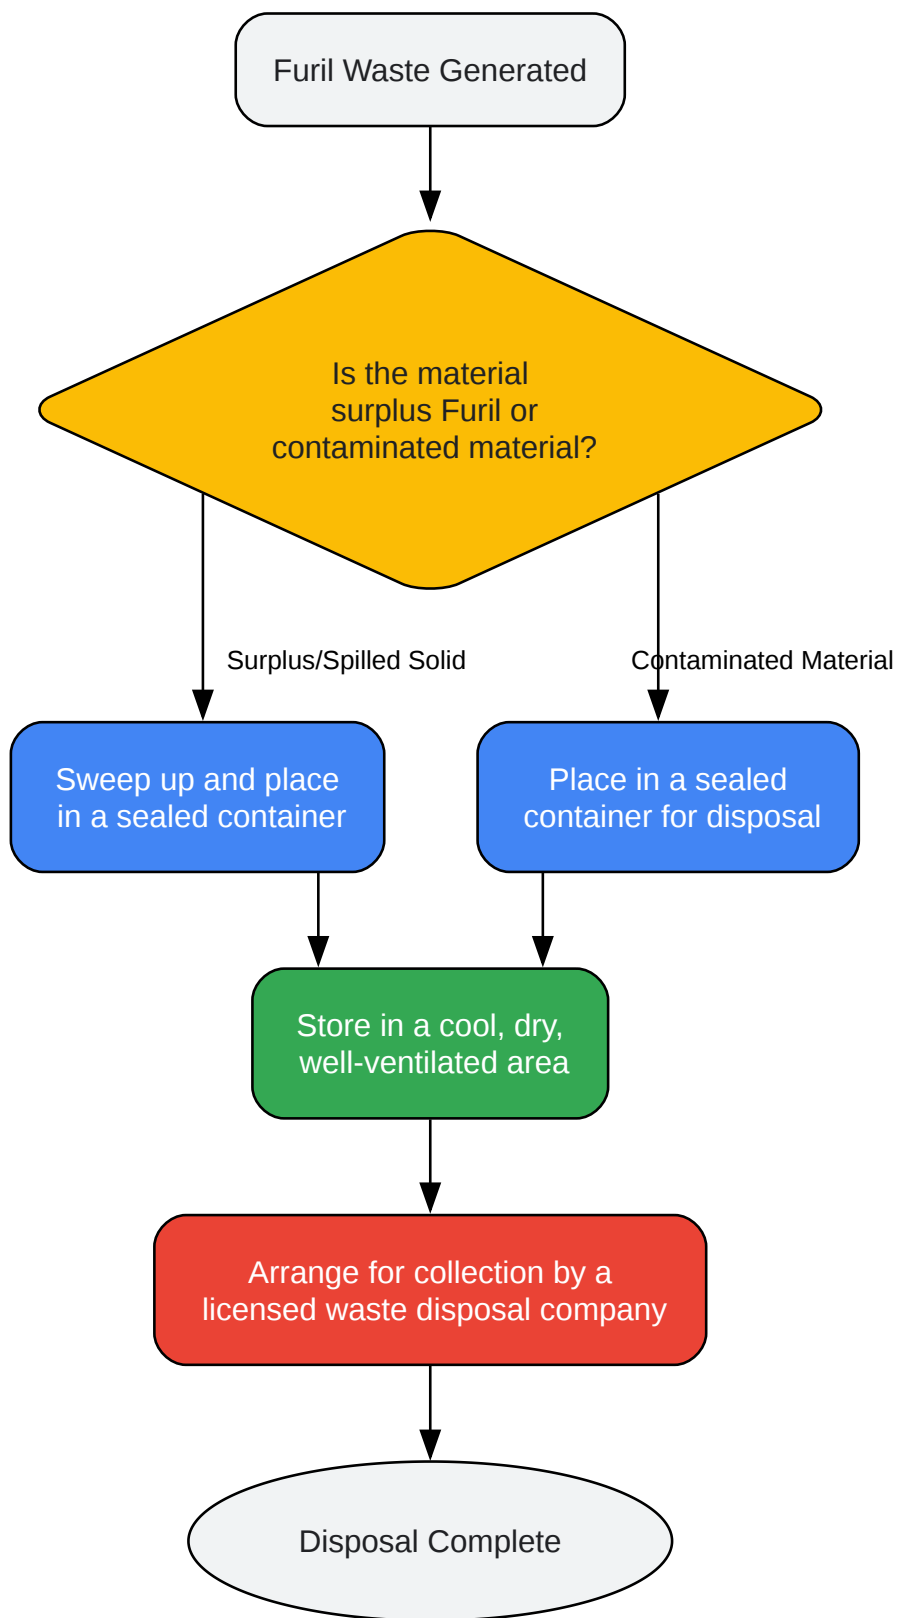 Furil Waste Generated
Is the material
surplus Furil or
contaminated material?
Surplus/Spilled Solid
Contaminated Material
Sweep up and place
in a sealed container
Place in a sealed
container for disposal
Store in a cool, dry,
well-ventilated area
Arrange for collection by a
licensed waste disposal company
Disposal Complete